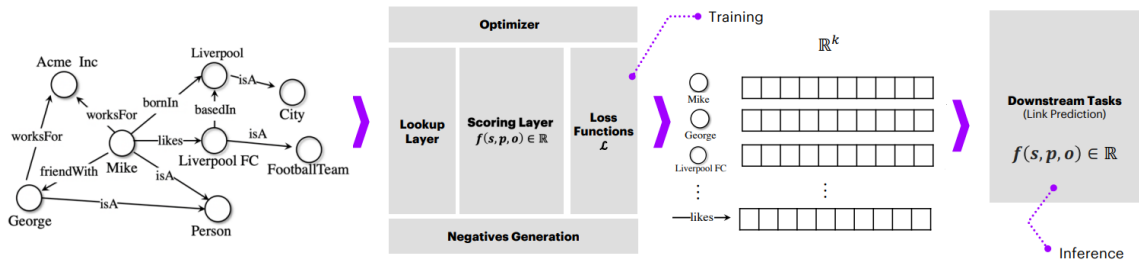 Acme Inc
Liverpool
isA
City
bornIn
basedIn
worksFor
worksFor
likes
isA
Mike
Liverpool FC
FootballTeam
friendWith
isA
George
isA
Person
Optimizer
Lookup
Layer
Scoring Layer
f(s, p, o) ∈ ℝ
Loss
Functions
ℒ
Negatives Generation
Training
ℝᵏ
Mike
George
Liverpool FC
⋮
⋮
likes
Downstream Tasks
(Link Prediction)
f(s, p, o) ∈ ℝ
Inference